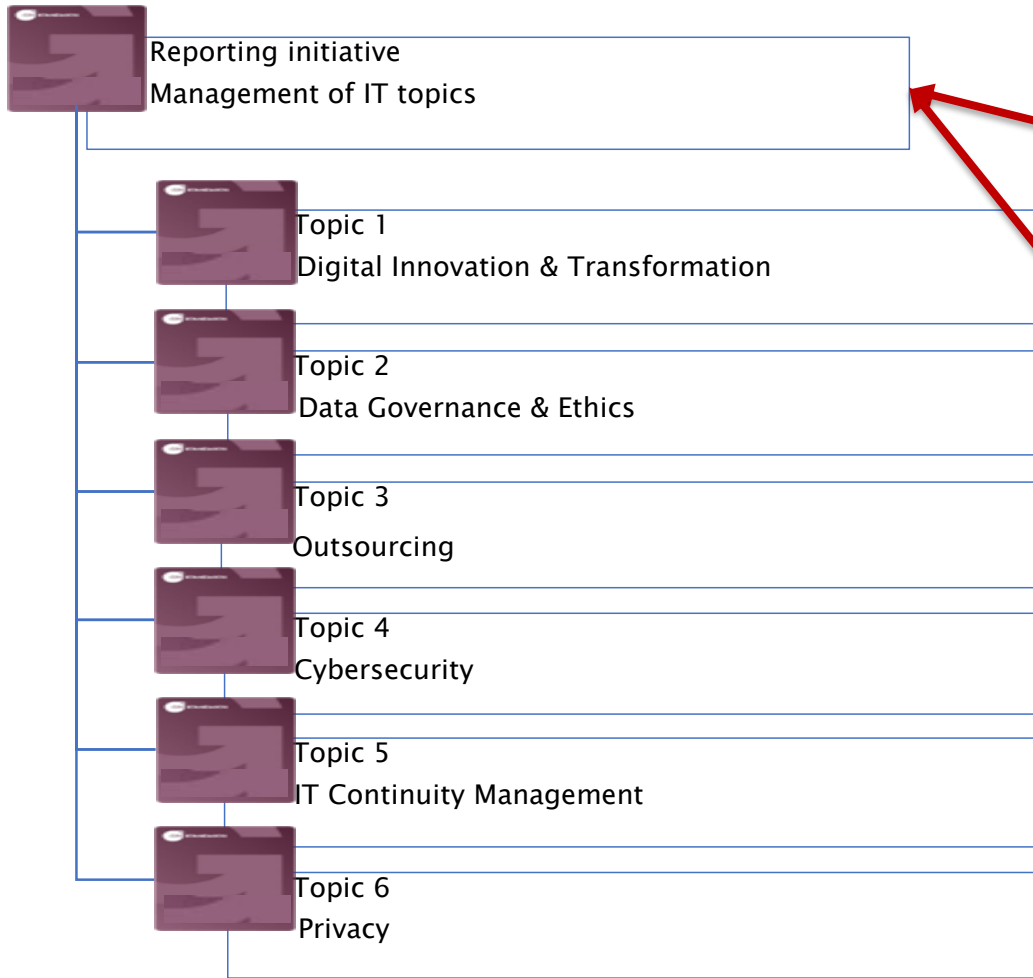 Reporting initiative
Management of IT topics
Topic 1
Digital Innovation & Transformation
Topic 2
Data Governance & Ethics
Topic 3
Outsourcing
Topic 4
Cybersecurity
Topic 5
IT Continuity Management
Topic 6
Privacy